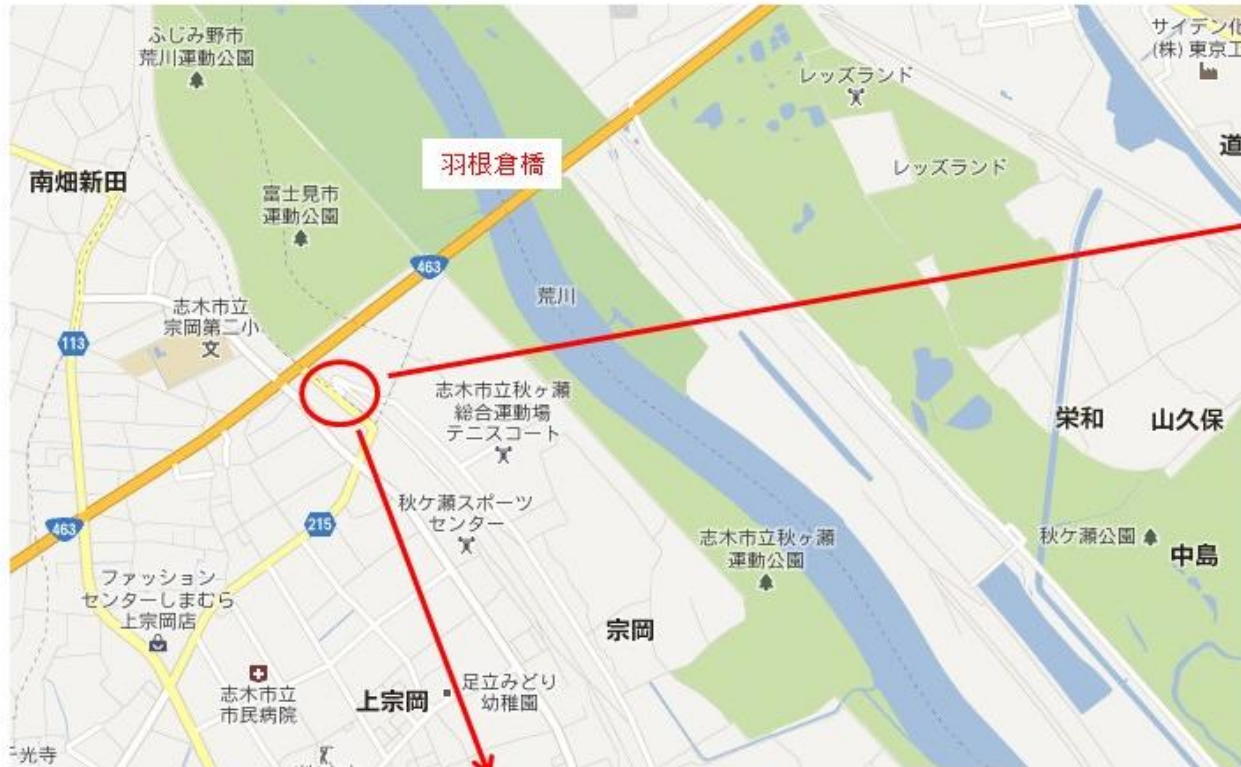 ふじみ野市
荒川運動公園
サイデン化
(株) 東京工
レッズランド
道
羽根倉橋
レッズランド
南畑新田
富士見市
運動公園
463
荒川
志木市立
宗岡第二小
文
113
志木市立秋ヶ瀬
総合運動場
テニスコート
栄和
山久保
463
215
秋ケ瀬スポーツ
センター
志木市立秋ヶ瀬
運動公園
秋ケ瀬公園
中島
ファッション
センターしまむら
上宗岡店
宗岡
志木市立
市民病院
上宗岡
足立みどり
幼稚園
光寺